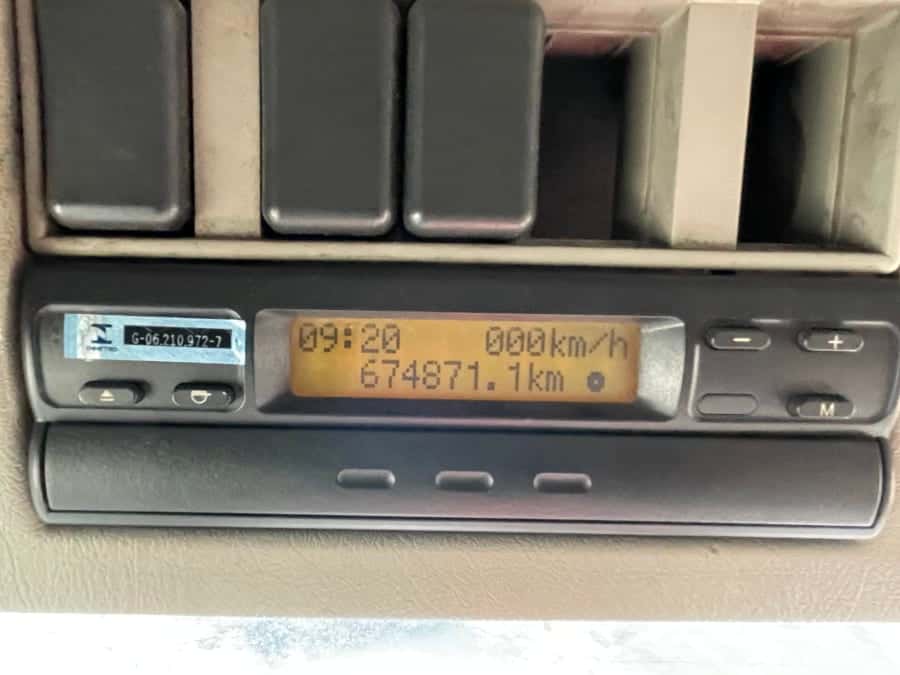 G-06.210.972-7
09:20 000km/h
674871.1km
- +
M